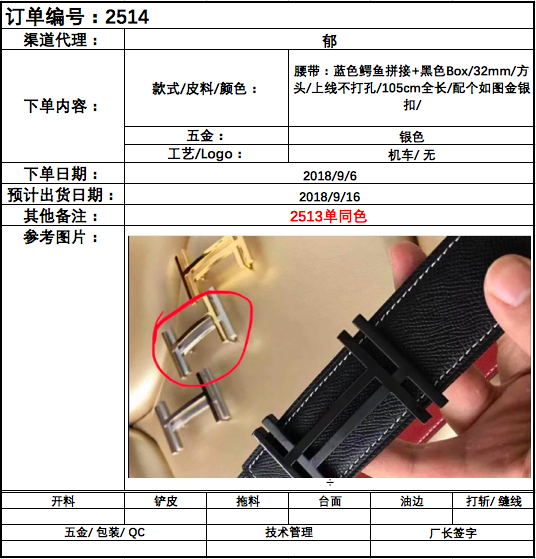 订单编号：2514
渠道代理：
郁
下单内容：
款式/皮料/颜色：
腰带：蓝色鳄鱼拼接+黑色Box/32mm/方
头/上线不打孔/105cm全长/配个如图金银
扣/
五金：
银色
工艺/Logo：
机车/ 无
下单日期：
2018/9/6
预计出货日期：
2018/9/16
其他备注：
2513单同色
参考图片：
÷
开料
铲皮
拖料
台面
油边
打斩/ 缝线
五金/ 包装/ QC
技术管理
厂长签字